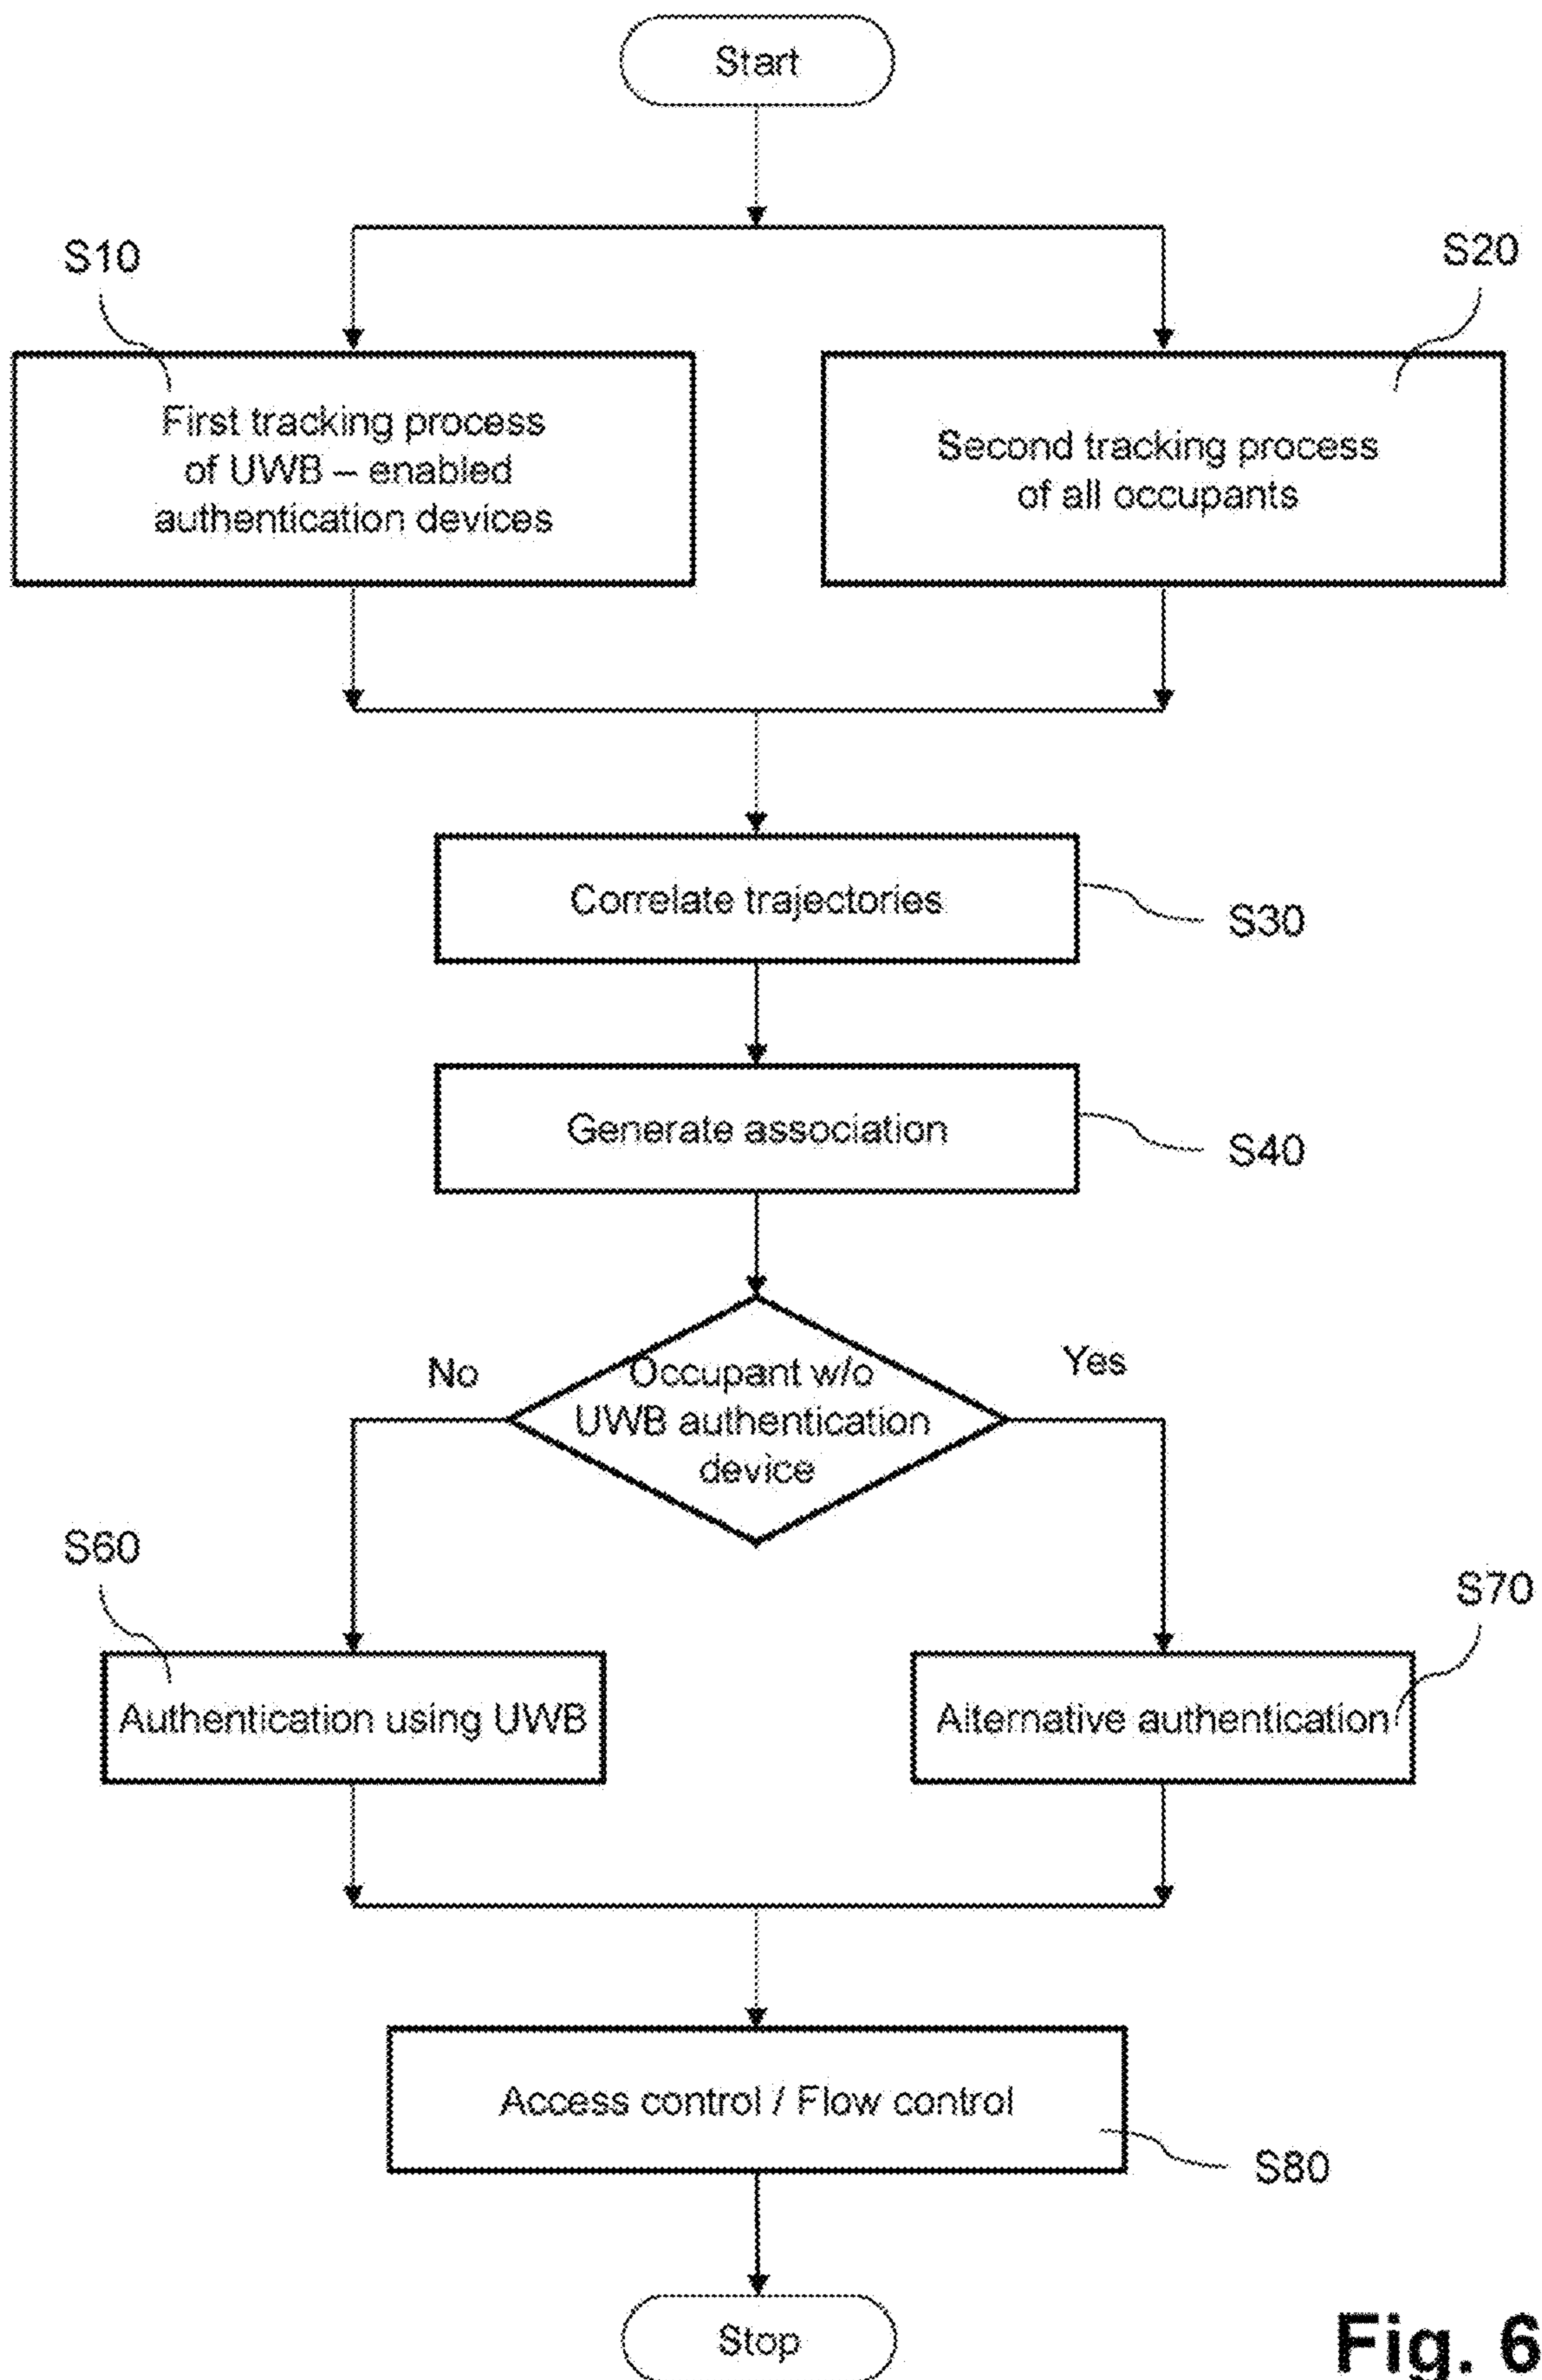 Start
S10
S20
First tracking process
of UWB – enabled
authentication devices
Second tracking process
of all occupants
Correlate trajectories
S30
Generate association
S40
No
Yes
Occupant w/o
UWB authentication
device
S60
S70
Authentication using UWB
Alternative authentication
Access control / Flow control
S80
Stop
Fig. 6